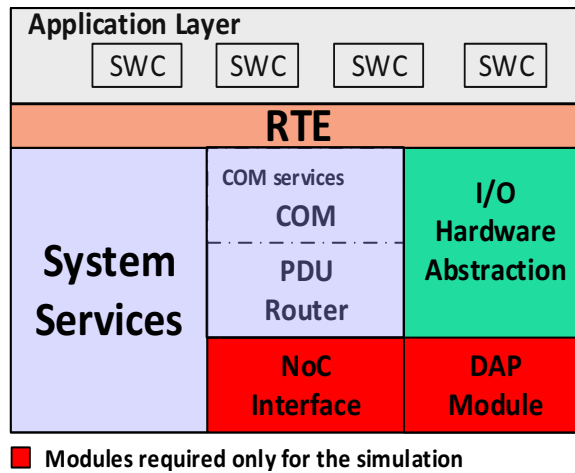 Application Layer
SWC SWC SWC SWC
RTE
System
Services
COM services
COM
PDU
Router
I/O
Hardware
Abstraction
NoC
Interface
DAP
Module
Modules required only for the simulation